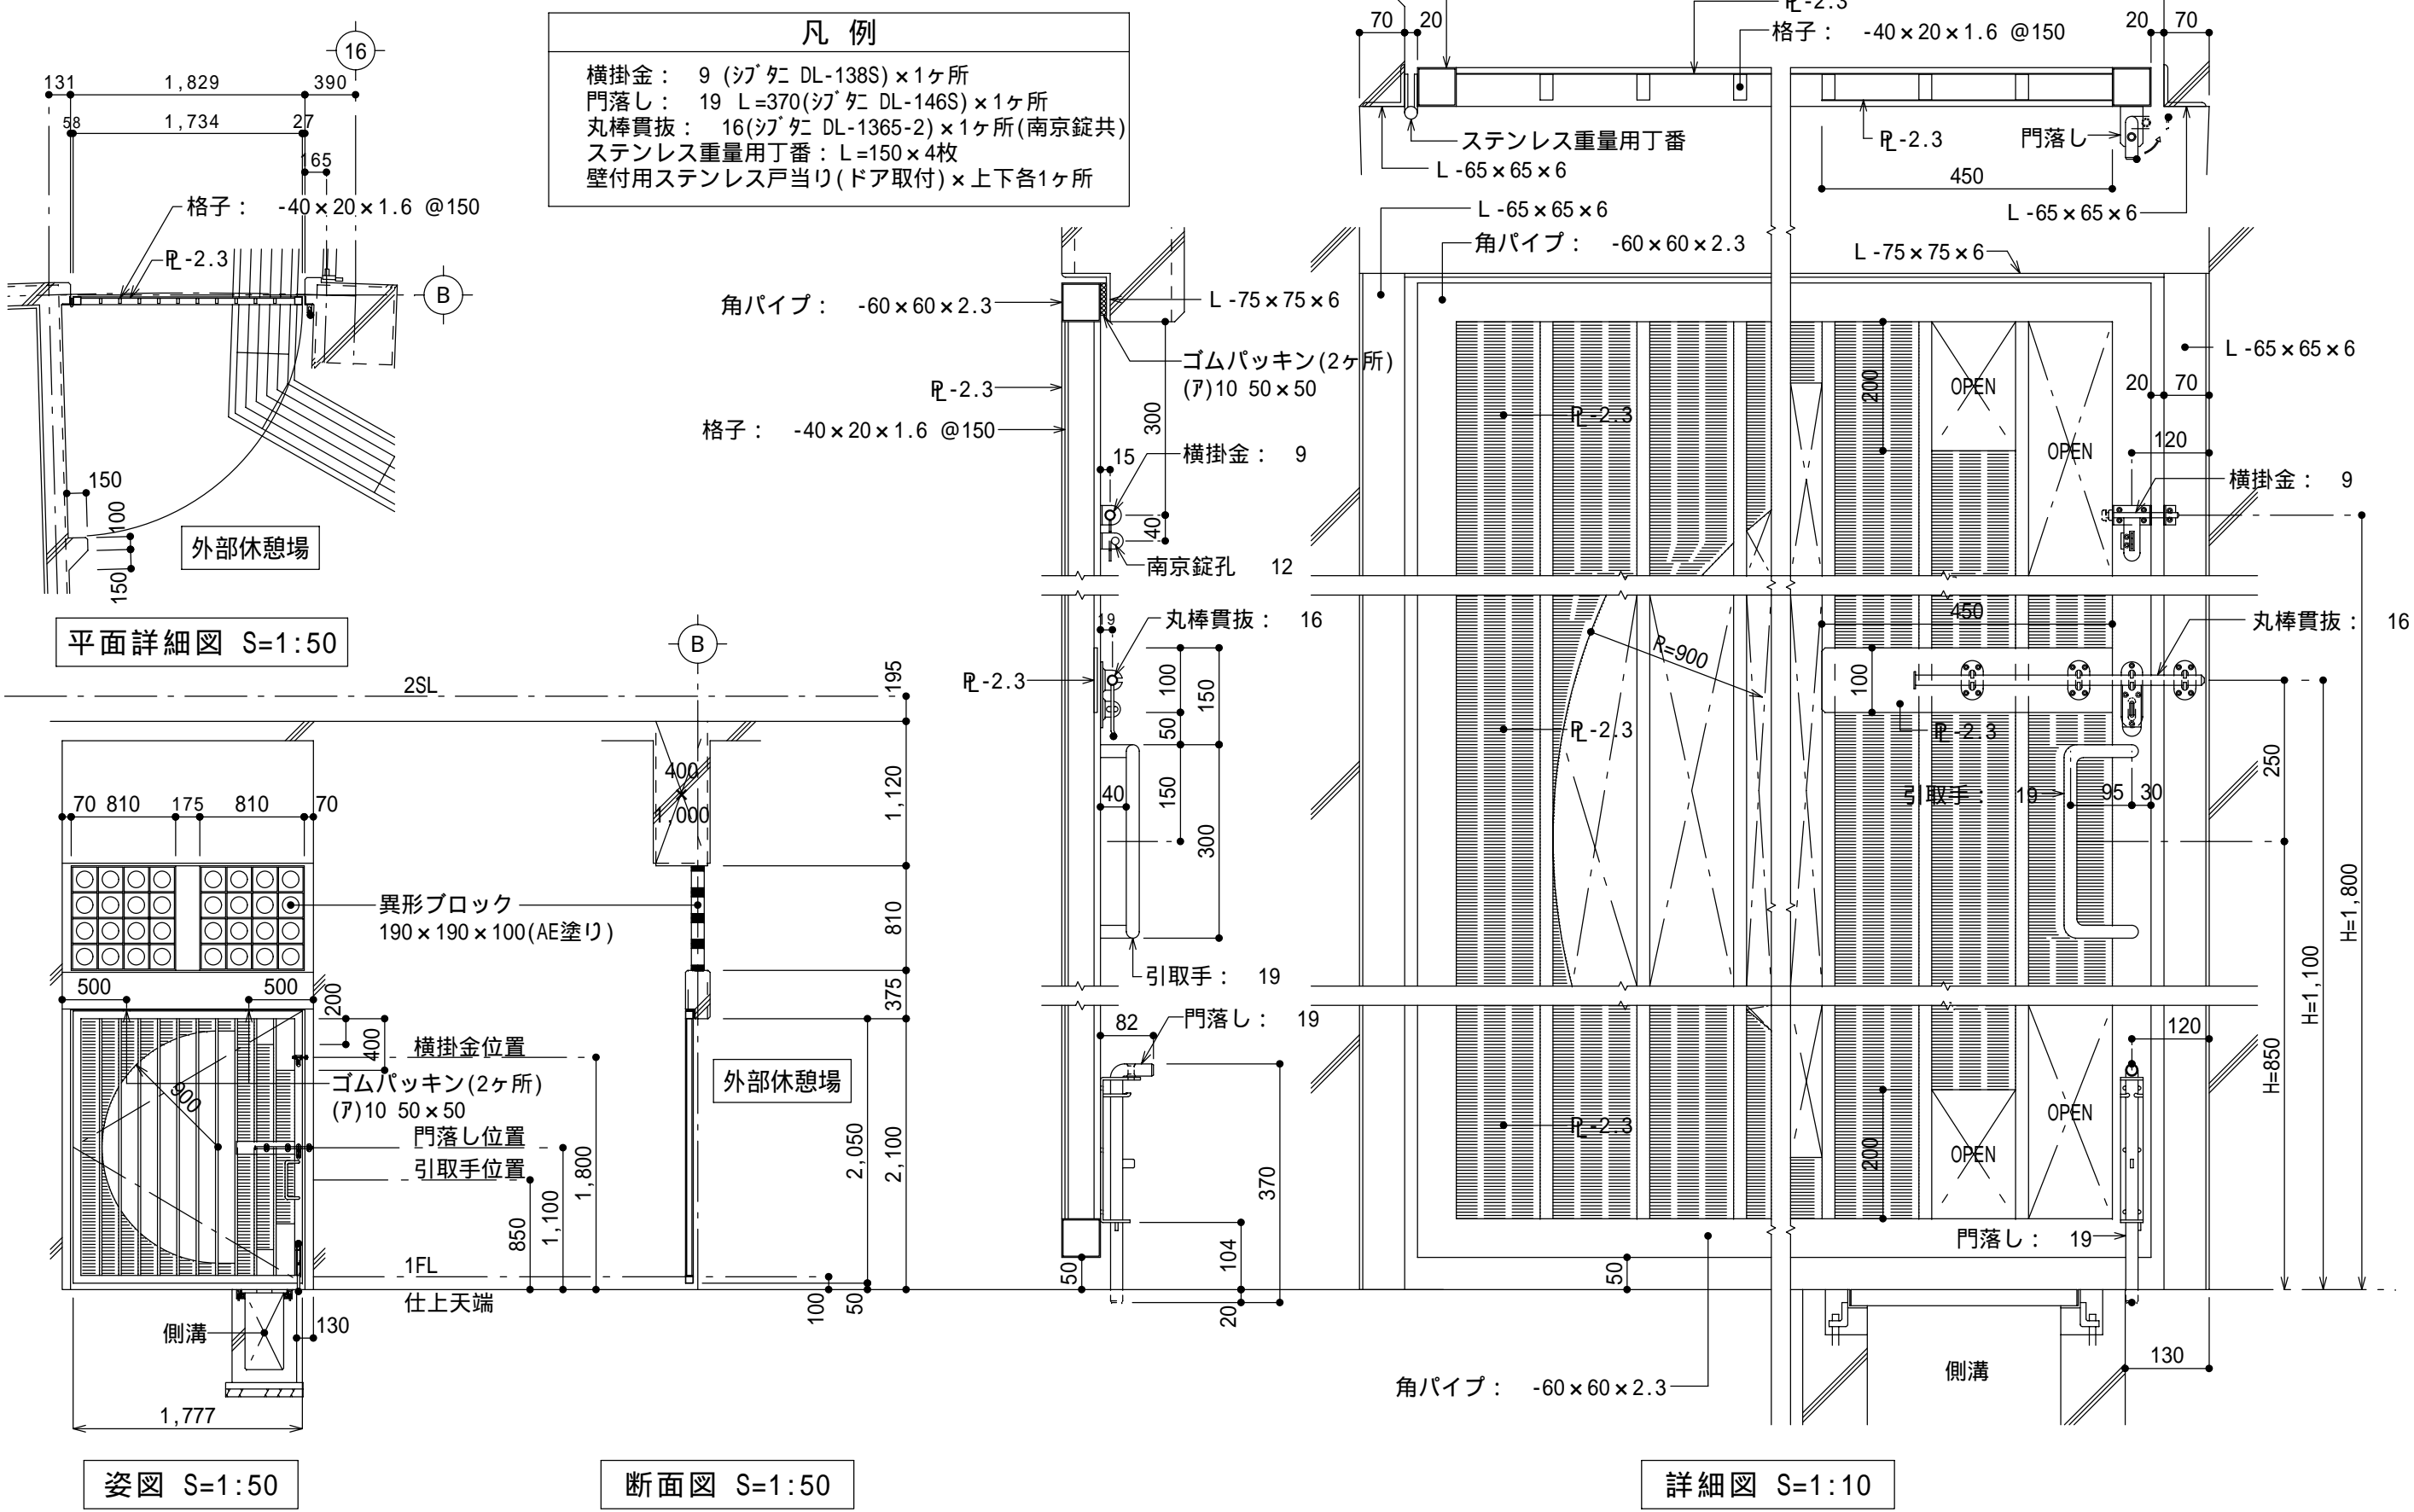 凡 例
横掛金： 9 (ｼﾌﾞﾀﾆ DL-138S)×1ヶ所
門落し： 19 L=370(ｼﾌﾞﾀﾆ DL-146S)×1ヶ所
丸棒貫抜： 16(ｼﾌﾞﾀﾆ DL-1365-2)×1ヶ所(南京錠共)
ステンレス重量用丁番：L=150×4枚
壁付用ステンレス戸当り(ドア取付)×上下各1ヶ所
16
131
1,829
390
58
1,734
27
165
格子： -40×20×1.6 @150
PL-2.3
B
150
100
150
外部休憩場
平面詳細図 S=1:50
2SL
70
810
175
810
70
異形ブロック
190×190×100(AE塗り)
500
500
200
400
横掛金位置
ゴムパッキン(2ヶ所)
(ｱ)10 50×50
900
門落し位置
引取手位置
850
1,100
1,800
1FL
仕上天端
側溝
130
1,777
姿図 S=1:50
B
195
400
1,000
1,120
810
375
外部休憩場
2,050
2,100
100
50
断面図 S=1:50
角パイプ： -60×60×2.3
L-75×75×6
ゴムパッキン(2ヶ所)
(ｱ)10 50×50
PL-2.3
格子： -40×20×1.6 @150
300
15
横掛金： 9
40
南京錠孔 12
19
丸棒貫抜： 16
PL-2.3
100
150
50
40
150
300
引取手： 19
82
門落し： 19
370
104
50
20
70
20
PL-2.3
格子： -40×20×1.6 @150
20
70
ステンレス重量用丁番
L-65×65×6
PL-2.3
門落し
450
L-65×65×6
L-65×65×6
角パイプ： -60×60×2.3
L-75×75×6
L-65×65×6
200
OPEN
OPEN
20
70
PL-2.3
120
横掛金： 9
450
丸棒貫抜： 16
R=900
100
PL-2.3
PL-2.3
引取手： 19
95
30
250
H=1,800
H=1,100
H=850
120
PL-2.3
200
OPEN
OPEN
門落し： 19
50
角パイプ： -60×60×2.3
側溝
130
詳細図 S=1:10